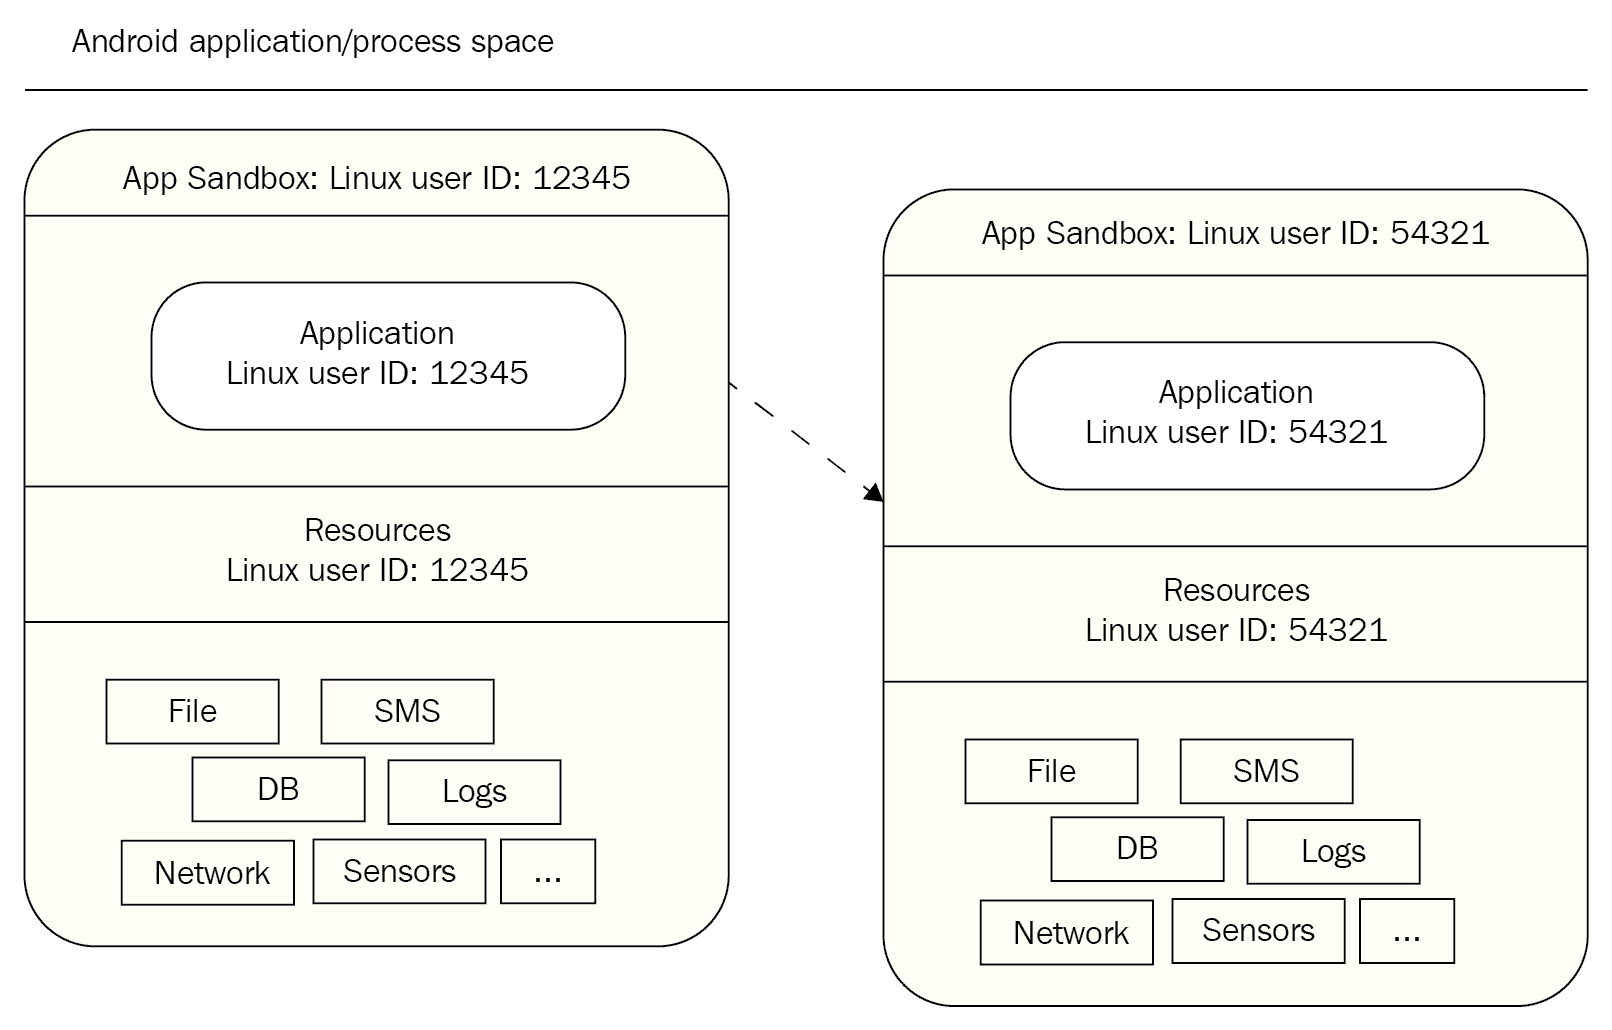 Android application/process space
App Sandbox: Linux user ID: 12345
Application
Linux user ID: 12345
Resources
Linux user ID: 12345
File
SMS
DB
Logs
Network
Sensors
...
App Sandbox: Linux user ID: 54321
Application
Linux user ID: 54321
Resources
Linux user ID: 54321
File
SMS
DB
Logs
Network
Sensors
...